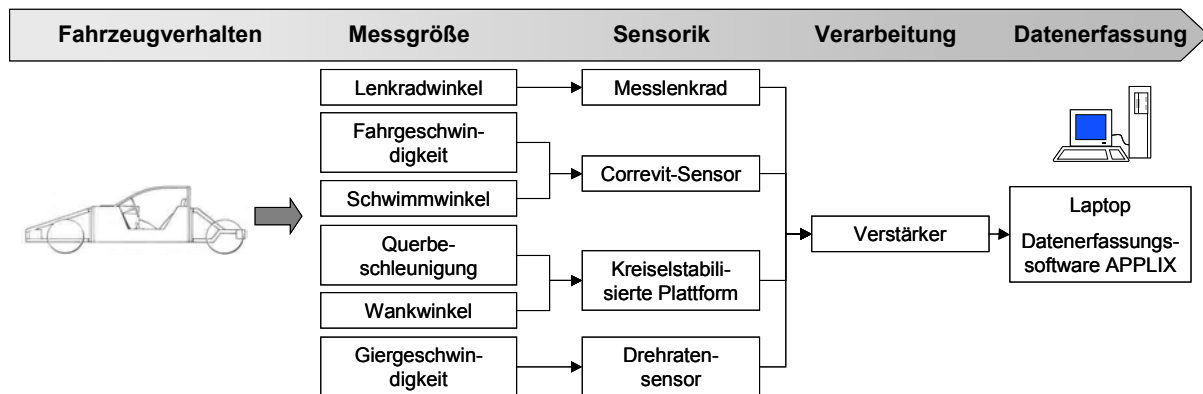 Fahrzeugverhalten Messgröße Sensorik Verarbeitung Datenerfassung
Lenkradwinkel
Fahrgeschwin-
digkeit
Schwimmwinkel
Querbe-
schleunigung
Wankwinkel
Giergeschwin-
digkeit
Messlenkrad
Correvit-Sensor
Kreiselstabili-
sierte Plattform
Drehraten-
sensor
Verstärker
Laptop
Datenerfassungs-
software APPLIX